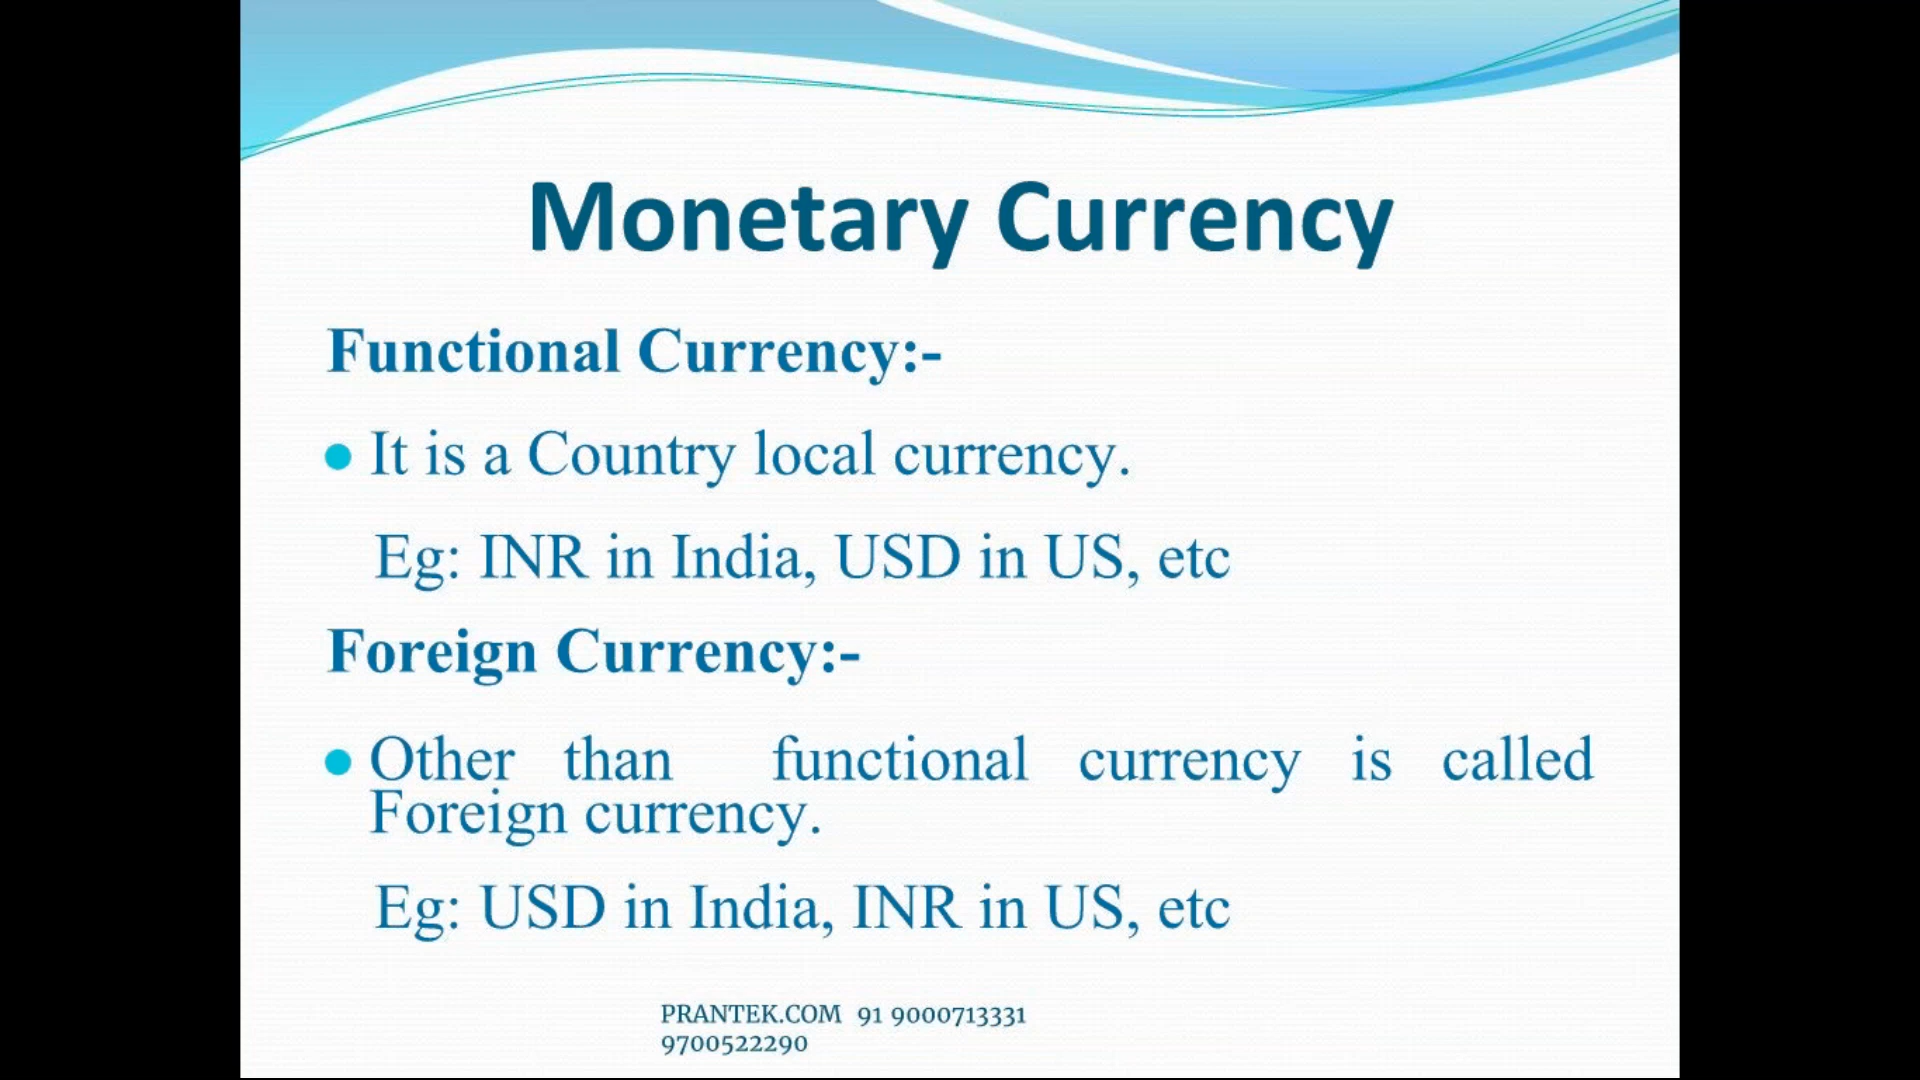 Monetary Currency
Functional Currency:-
It is a Country local currency.
Eg: INR in India, USD in US, etc
Foreign Currency:-
Other than functional currency is called
Foreign currency.
Eg: USD in India, INR in US, etc
PRANTEK.COM 91 9000713331
9700522290